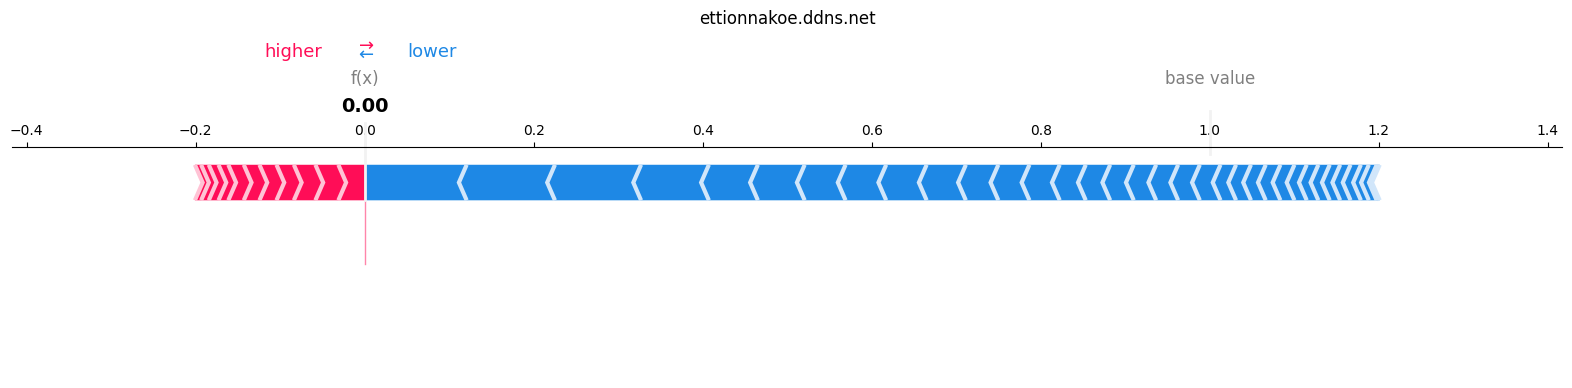 ettionnakoe.ddns.net
higher ⇄ lower
f(x) base value
0.00
−0.4 −0.2 0.0 0.2 0.4 0.6 0.8 1.0 1.2 1.4